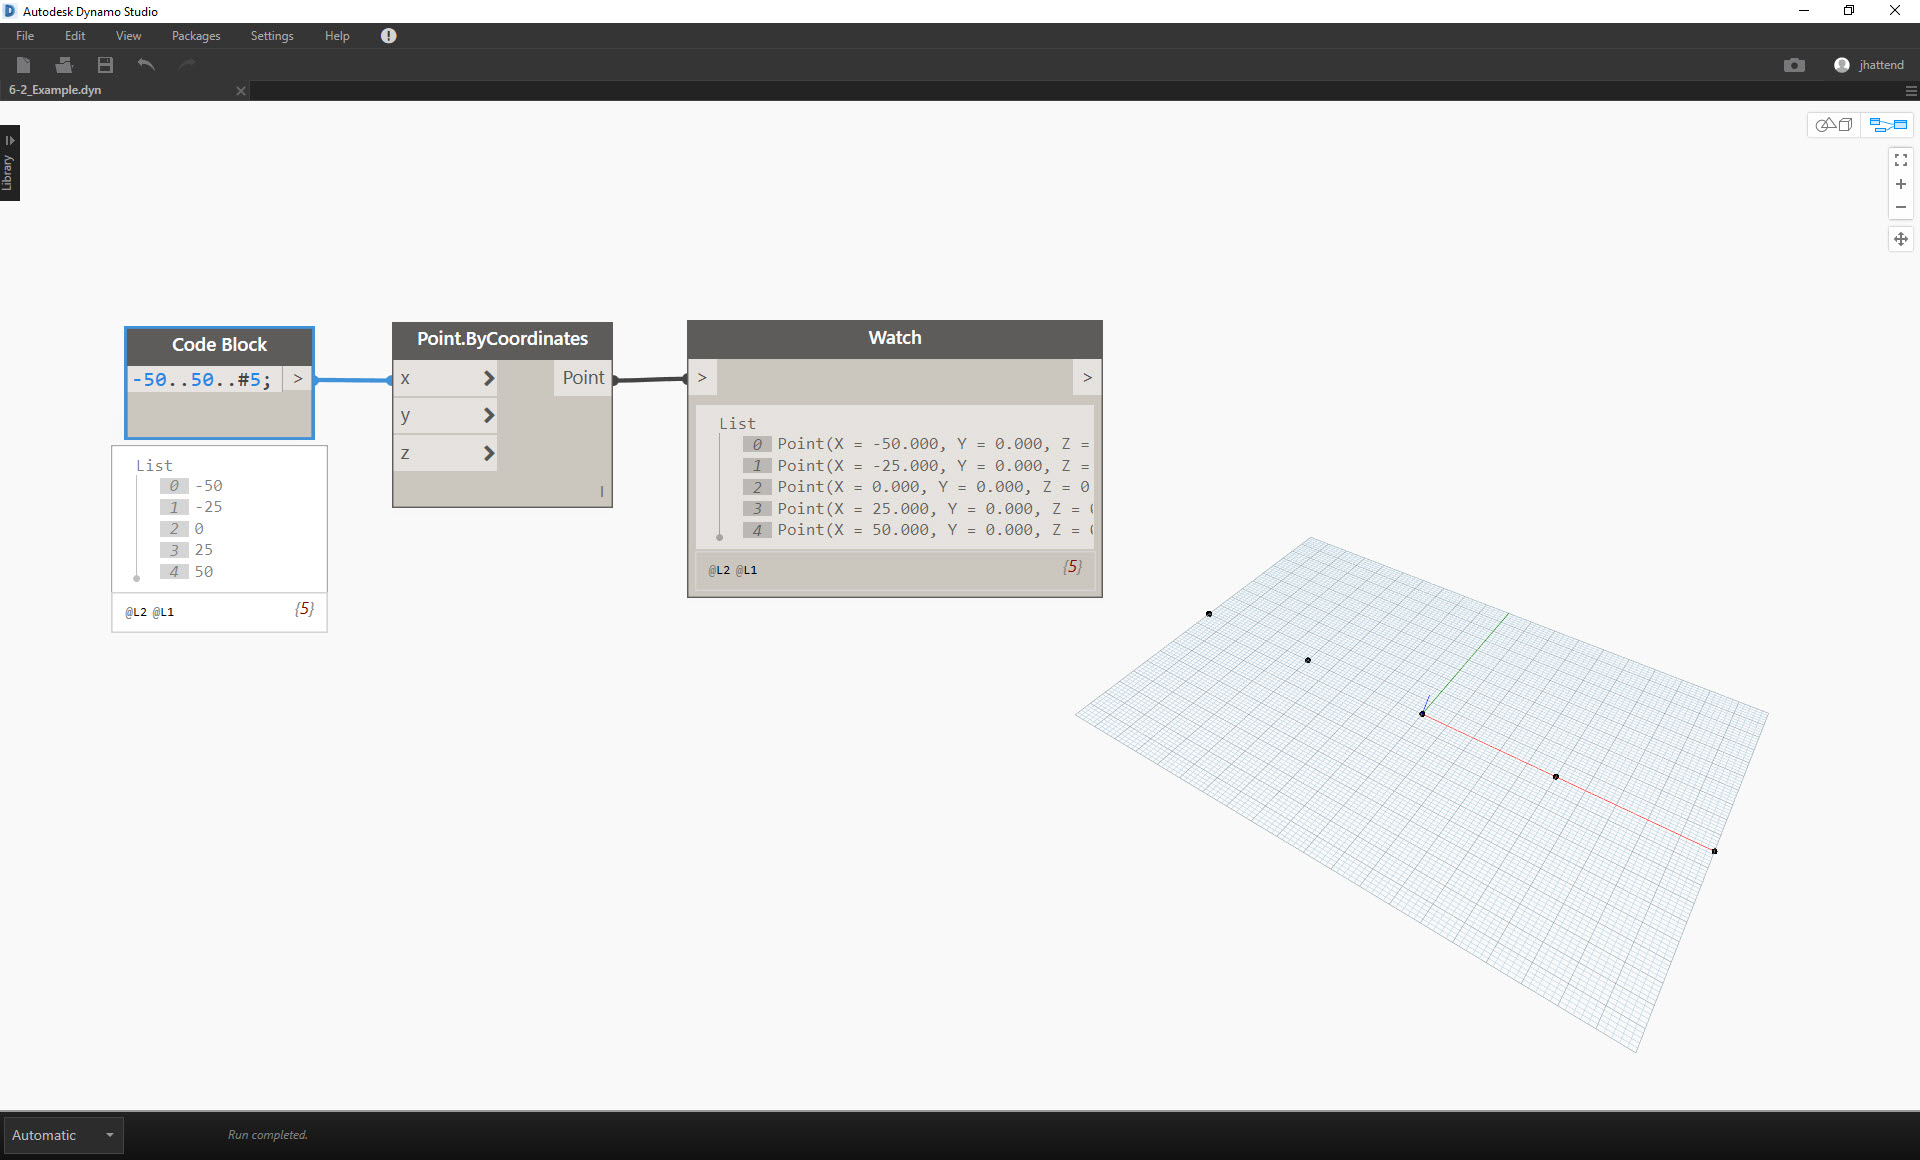 Autodesk Dynamo Studio
File Edit View Packages Settings Help
jhattend
6-2_Example.dyn
Library
Code Block
-50..50..#5; >
List
0 -50
1 -25
2 0
3 25
4 50
@L2 @L1 {5}
Point.ByCoordinates
x > Point
y >
z >
l
Watch
> >
List
0 Point(X = -50.000, Y = 0.000, Z =
1 Point(X = -25.000, Y = 0.000, Z =
2 Point(X = 0.000, Y = 0.000, Z = 0
3 Point(X = 25.000, Y = 0.000, Z =
4 Point(X = 50.000, Y = 0.000, Z =
@L2 @L1 {5}
Automatic
Run completed.